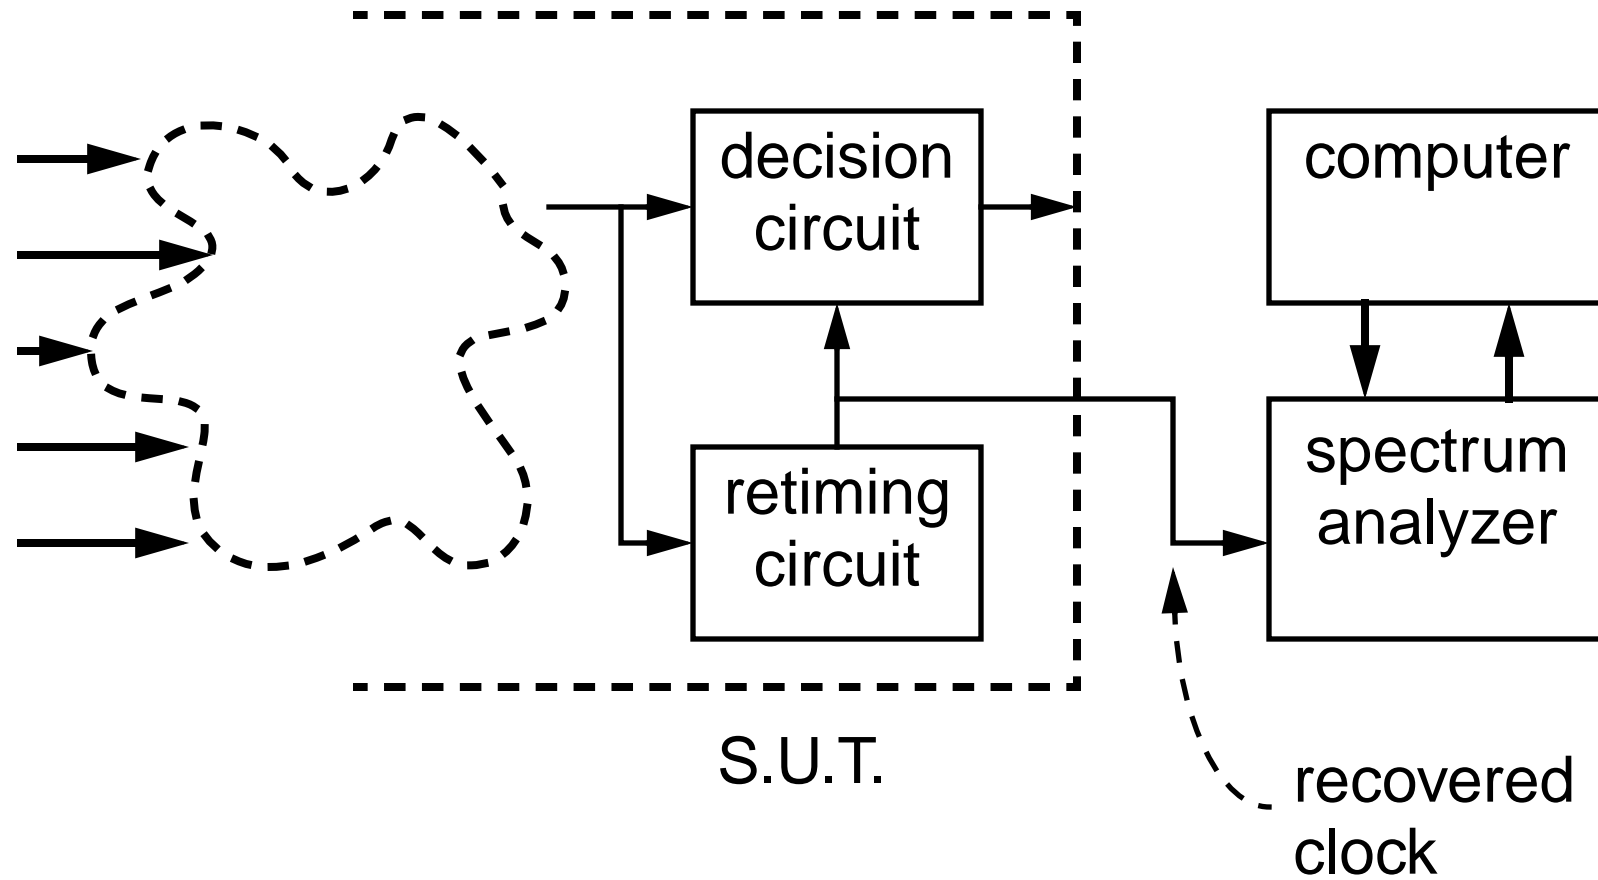 decision
circuit
computer
retiming
circuit
spectrum
analyzer
S.U.T.
recovered
clock